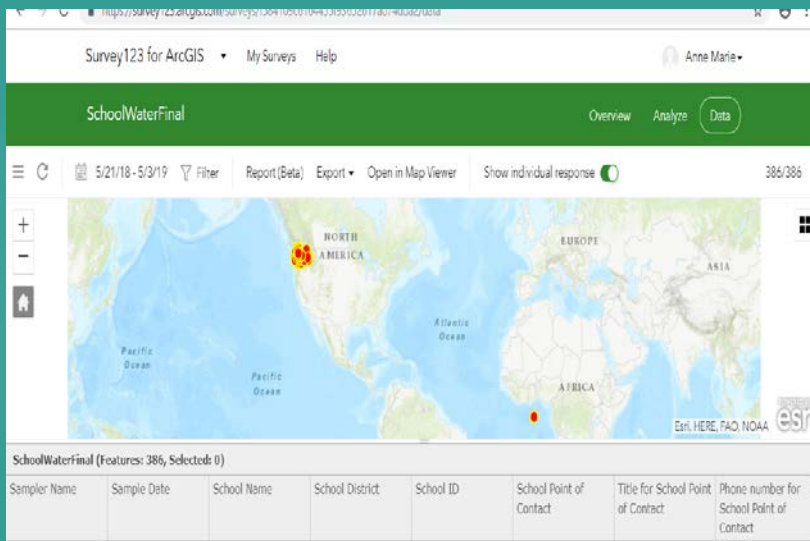 Survey123 for ArcGIS ▾ My Surveys Help Anne Marie ▾
SchoolWaterFinal Overview Analyze Data
5/21/18 - 5/3/19 Filter Report (Beta) Export ▾ Open in Map Viewer Show individual response 386/386
+
NORTH
AMERICA
EUROPE
ASIA
−
Atlantic
Ocean
Pacific
Ocean
Pacific
Ocean
AFRICA
Esri, HERE, FAO, NOAA esri
SchoolWaterFinal (Features: 386, Selected: 0)
Sampler Name Sample Date School Name School District School ID School Point of Contact Title for School Point of Contact Phone number for School Point of Contact